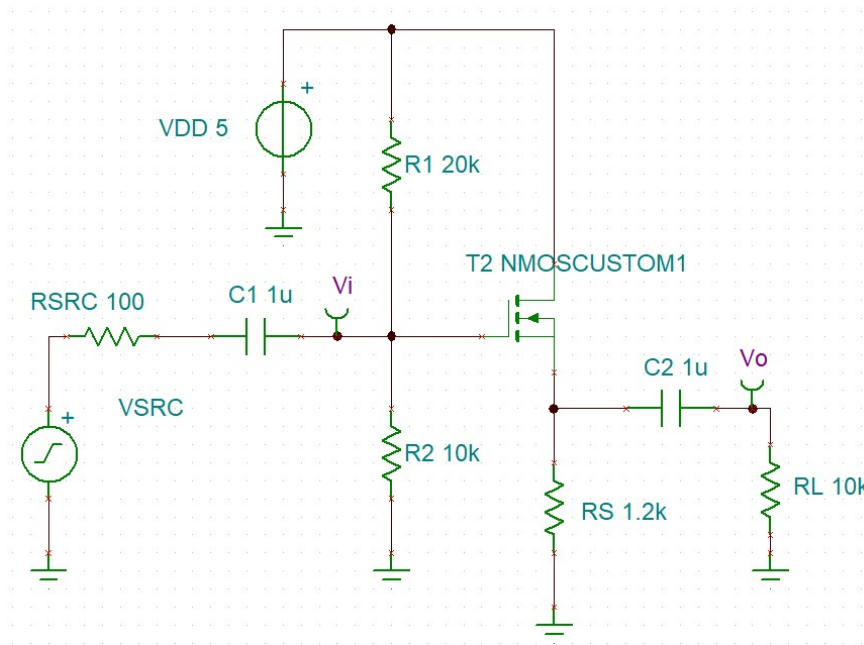 +
VDD 5
R1 20k
T2 NMOSCUSTOM1
Vi
C1 1u
RSRC 100
Vo
C2 1u
VSRC
+
R2 10k
RS 1.2k
RL 10k